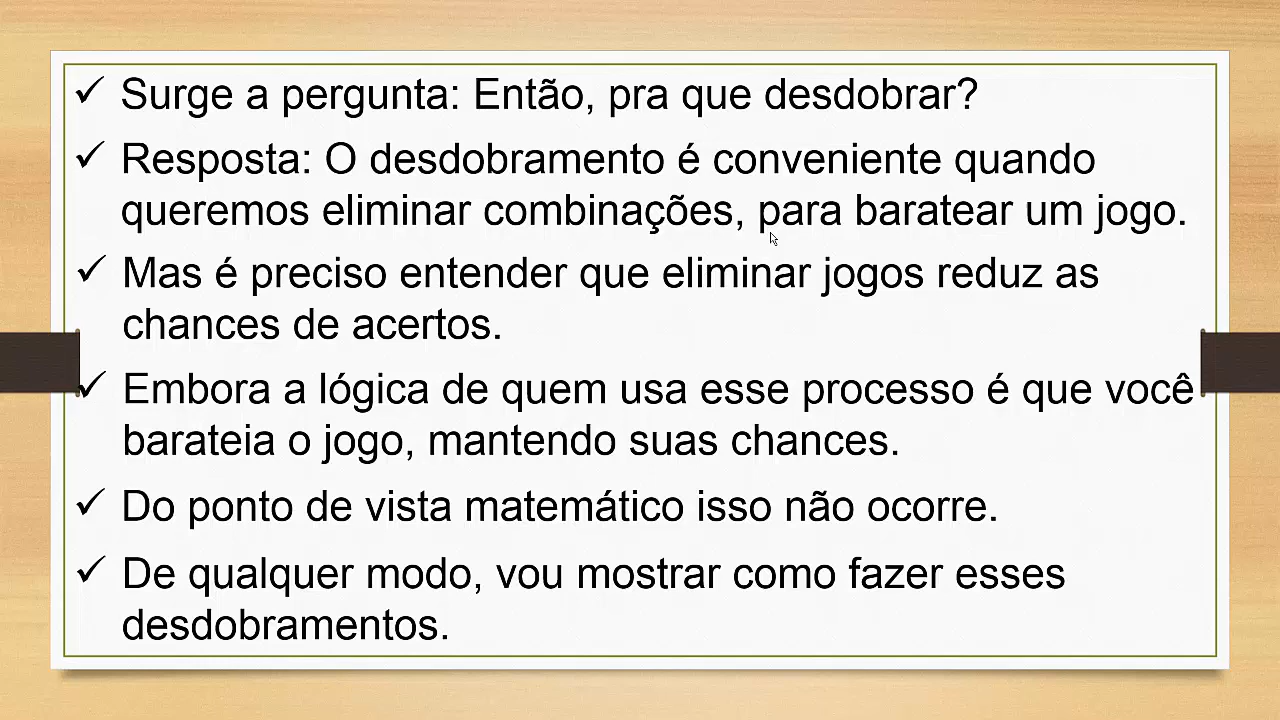 ✓ Surge a pergunta: Então, pra que desdobrar?
✓ Resposta: O desdobramento é conveniente quando
queremos eliminar combinações, para baratear um jogo.
✓ Mas é preciso entender que eliminar jogos reduz as
chances de acertos.
✓ Embora a lógica de quem usa esse processo é que você
barateia o jogo, mantendo suas chances.
✓ Do ponto de vista matemático isso não ocorre.
✓ De qualquer modo, vou mostrar como fazer esses
desdobramentos.